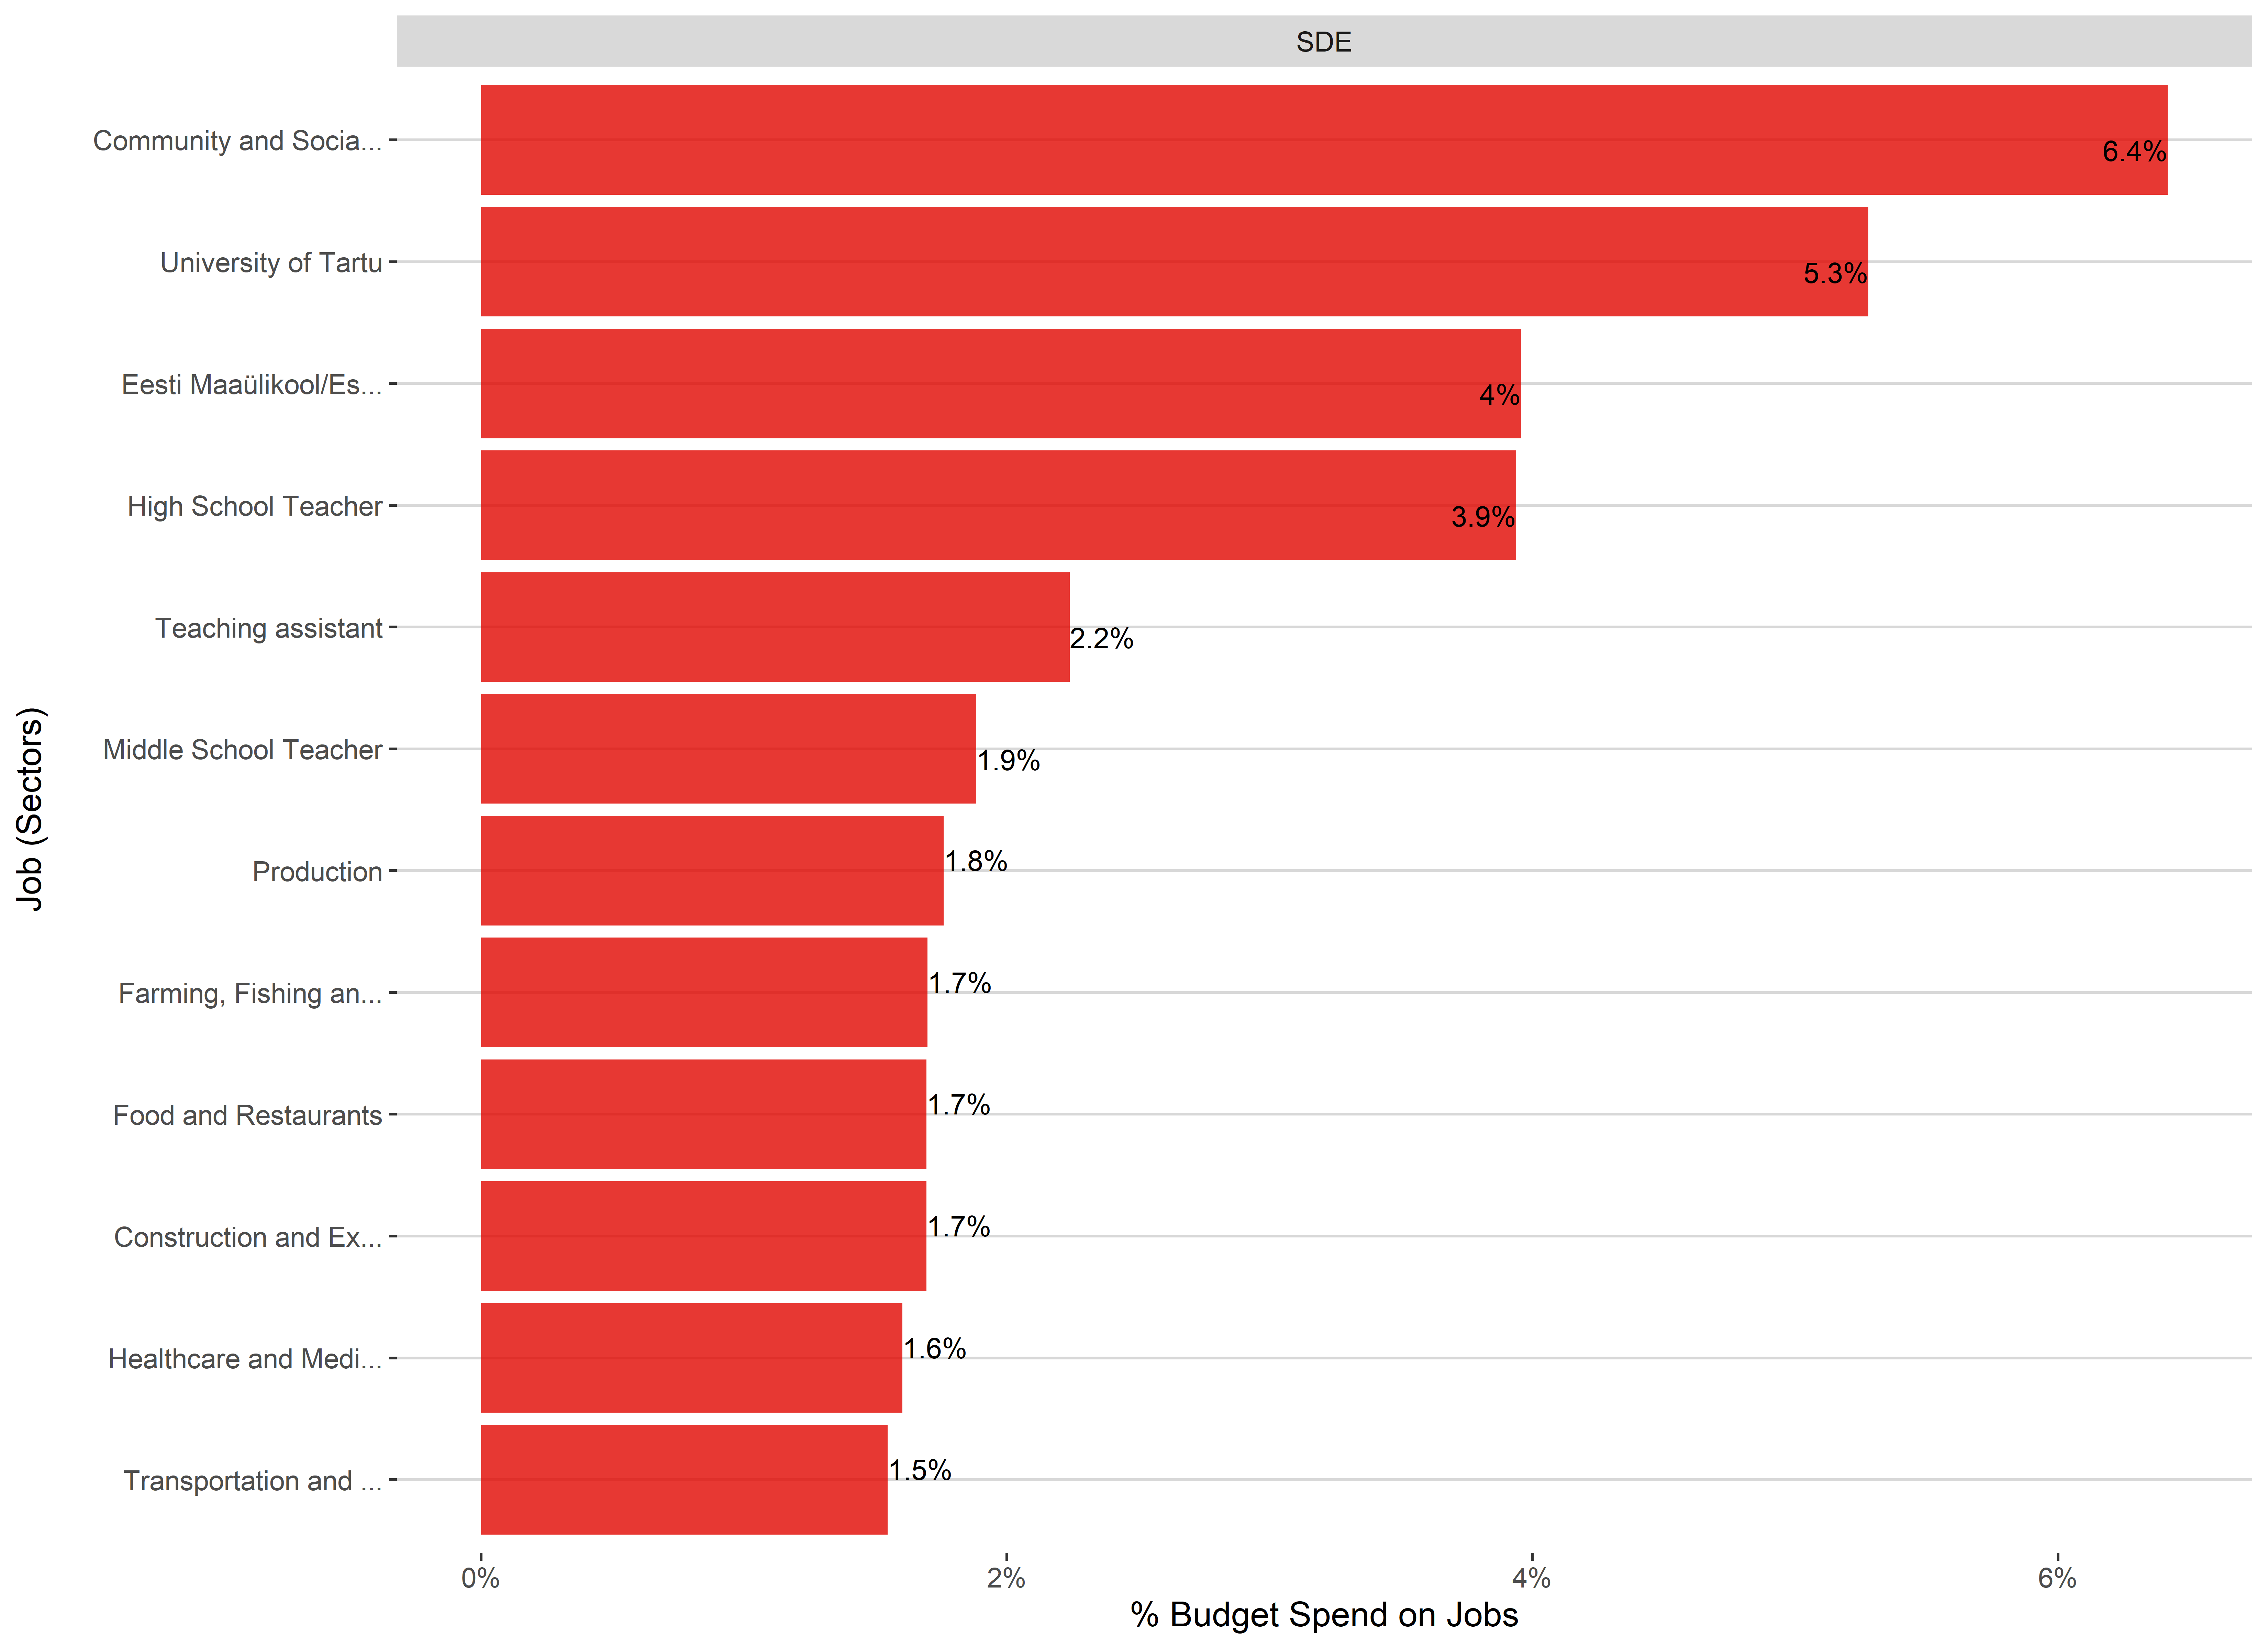 SDE
Community and Socia...
6.4%
University of Tartu
5.3%
Eesti Maaülikool/Es...
4%
High School Teacher
3.9%
Teaching assistant
2.2%
Middle School Teacher
1.9%
Production
1.8%
Farming, Fishing an...
1.7%
Food and Restaurants
1.7%
Construction and Ex...
1.7%
Healthcare and Medi...
1.6%
Transportation and ...
1.5%
Job (Sectors)
0% 2% 4% 6%
% Budget Spend on Jobs